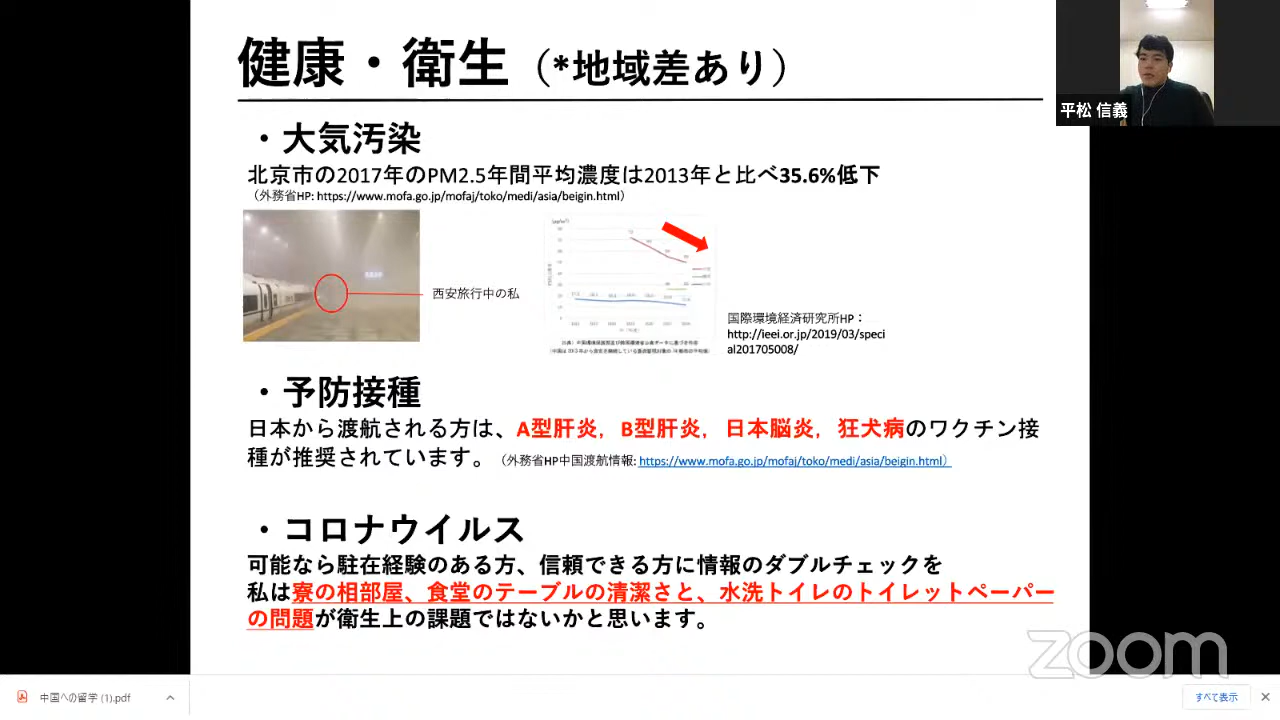 健康・衛生（*地域差あり）
平松 信義
・大気汚染
北京市の2017年のPM2.5年間平均濃度は2013年と比べ35.6%低下
（外務省HP: https://www.mofa.go.jp/mofaj/toko/medi/asia/beigin.html）
西安旅行中の私
国際環境経済研究所HP：
http://ieei.or.jp/2019/03/speci
al201705008/
・予防接種
日本から渡航される方は、A型肝炎, B型肝炎, 日本脳炎, 狂犬病のワクチン接
種が推奨されています。（外務省HP中国渡航情報: https://www.mofa.go.jp/mofaj/toko/medi/asia/beigin.html）
・コロナウイルス
可能なら駐在経験のある方、信頼できる方に情報のダブルチェックを
私は寮の相部屋、食堂のテーブルの清潔さと、水洗トイレのトイレットペーパー
の問題が衛生上の課題ではないかと思います。
zoom
中国への留学 (1).pdf
すべて表示